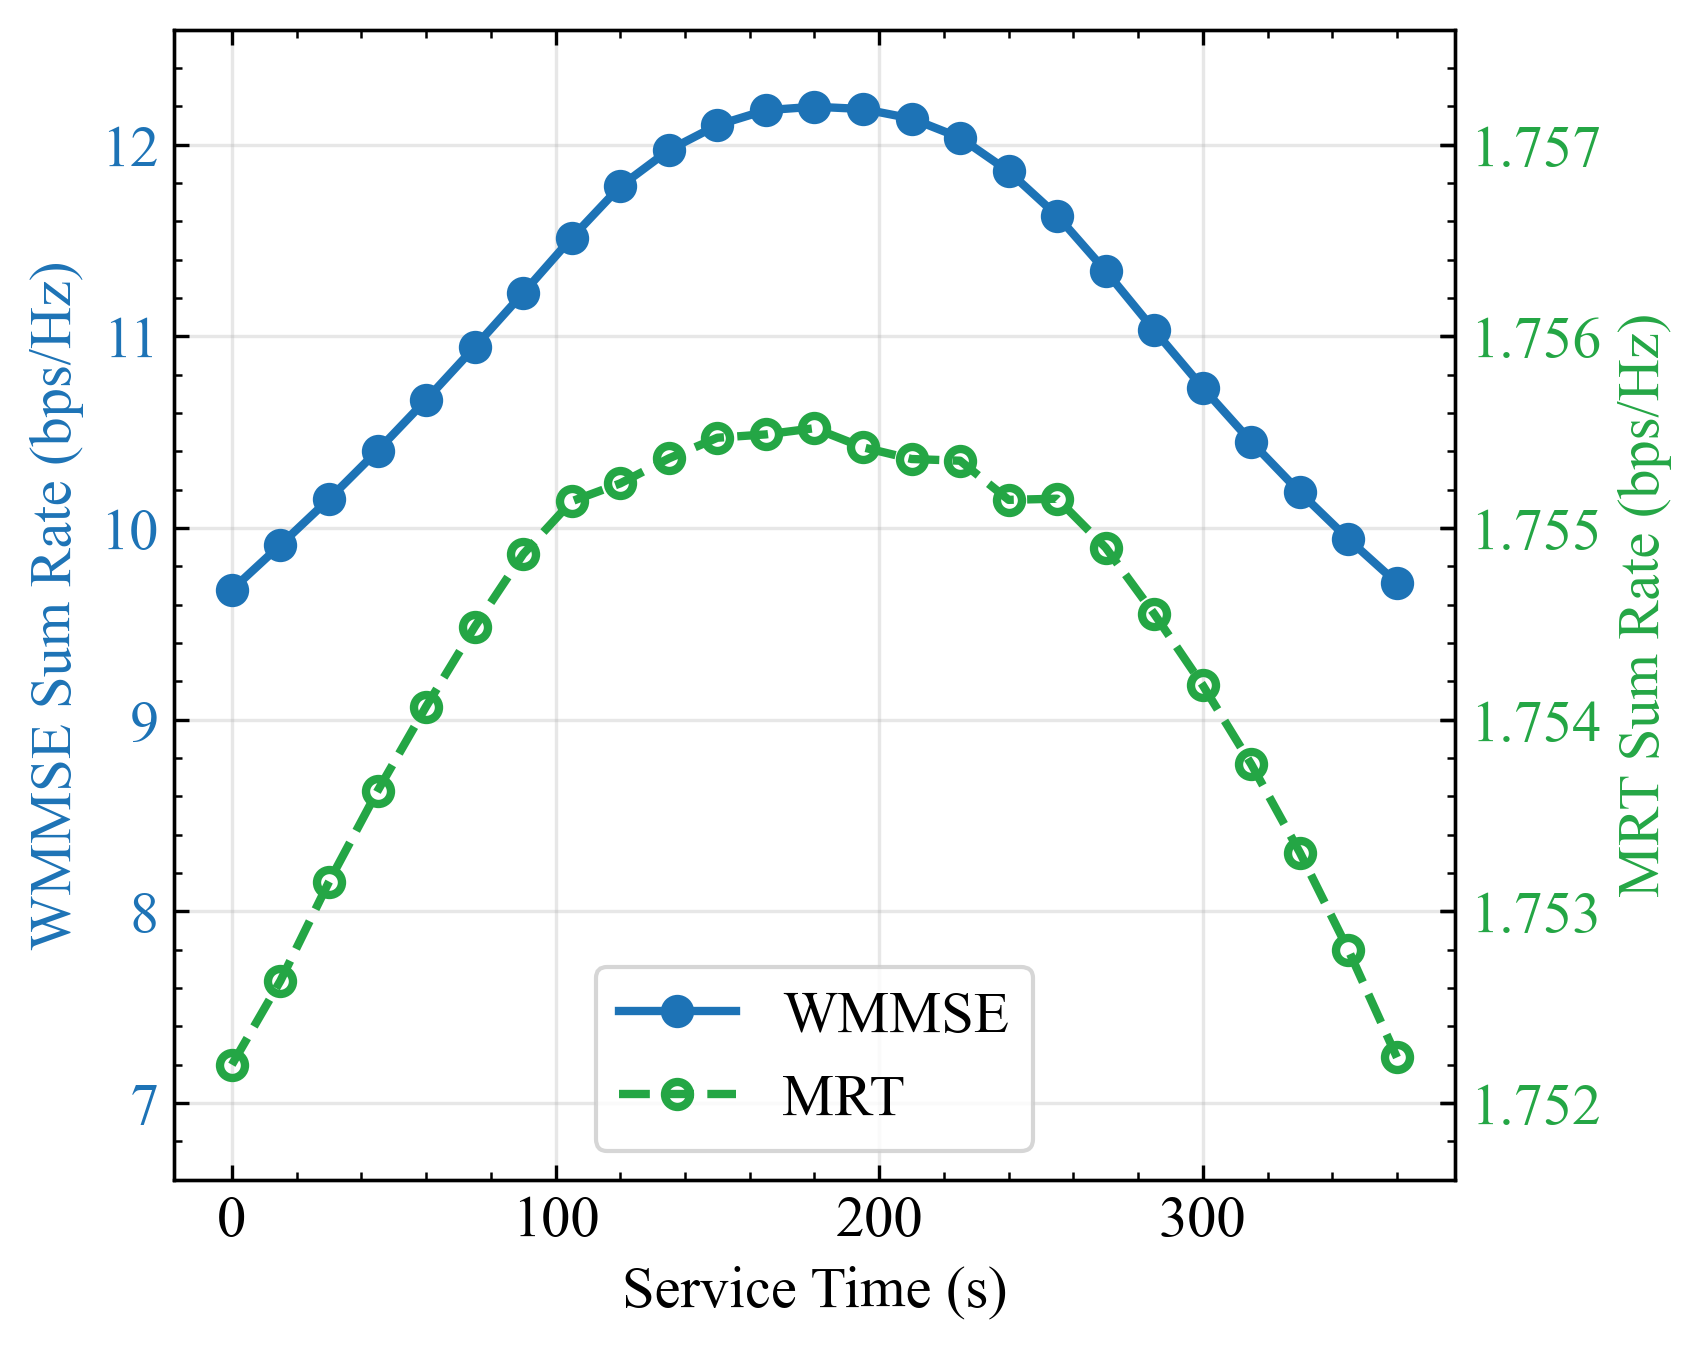 WMMSE Sum Rate (bps/Hz)
12
11
10
9
8
7
1.757
1.756
1.755
1.754
1.753
1.752
MRT Sum Rate (bps/Hz)
WMMSE
MRT
0 100 200 300
Service Time (s)